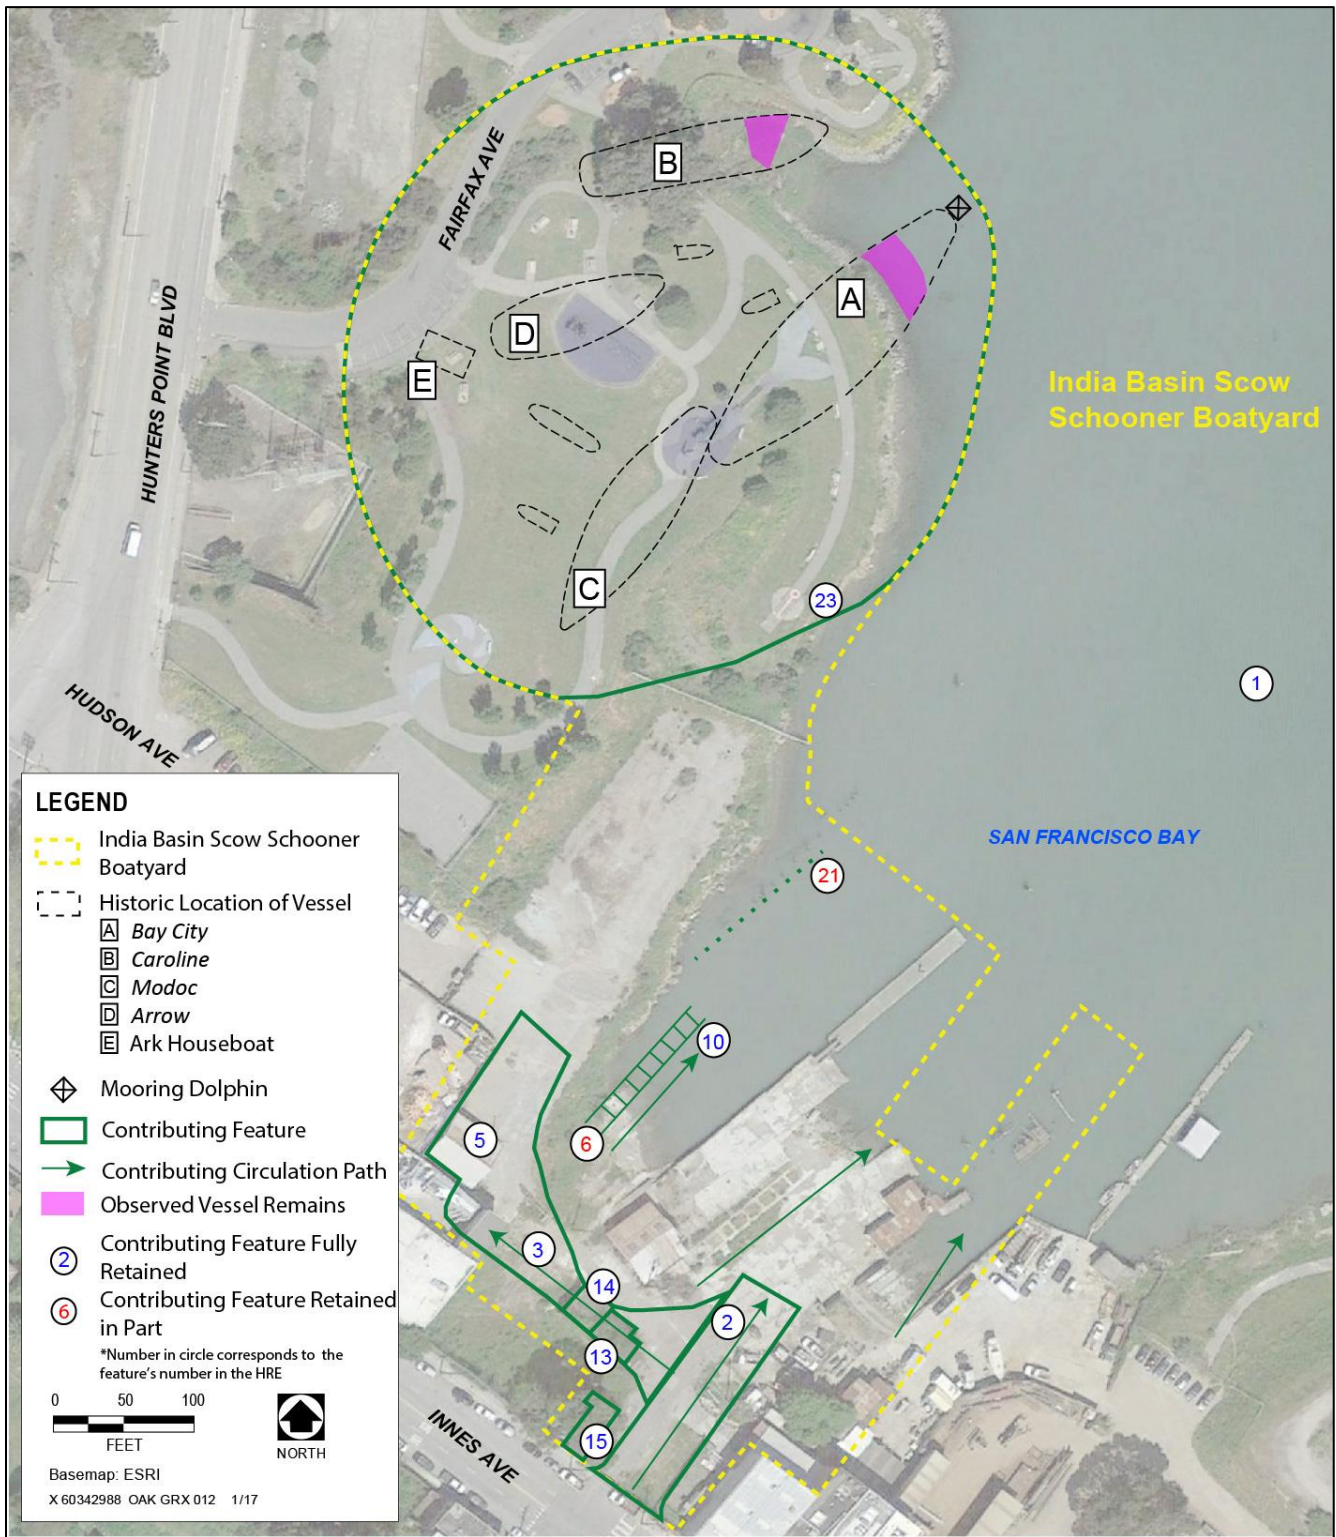 B
FAIRFAX AVE
A
D
E
HUNTERS POINT BLVD
India Basin Scow
Schooner Boatyard
C
23
1
HUDSON AVE
SAN FRANCISCO BAY
21
10
6
5
3
14
2
13
15
INNES AVE
LEGEND
India Basin Scow Schooner
Boatyard
Historic Location of Vessel
A Bay City
B Caroline
C Modoc
D Arrow
E Ark Houseboat
Mooring Dolphin
Contributing Feature
Contributing Circulation Path
Observed Vessel Remains
2 Contributing Feature Fully
Retained
6 Contributing Feature Retained
in Part
*Number in circle corresponds to the
feature's number in the HRE
0 50 100
FEET
NORTH
Basemap: ESRI
X 60342988 OAK GRX 012 1/17